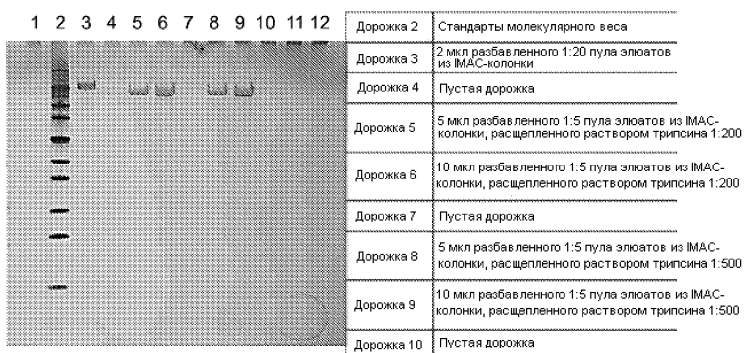 1 2 3 4 5 6 7 8 9 10 11 12
Дорожка 2 Стандарты молекулярного веса
Дорожка 3 2 мкл разбавленного 1:20 пула элюатов
из IMAC-колонки
Дорожка 4 Пустая дорожка
Дорожка 5 5 мкл разбавленного 1:5 пула элюатов из IMAC-
колонки, расщепленного раствором трипсина 1:200
Дорожка 6 10 мкл разбавленного 1:5 пула элюатов из IMAC-
колонки, расщепленного раствором трипсина 1:200
Дорожка 7 Пустая дорожка
Дорожка 8 5 мкл разбавленного 1:5 пула элюатов из IMAC-
колонки, расщепленного раствором трипсина 1:500
Дорожка 9 10 мкл разбавленного 1:5 пула элюатов из IMAC-
колонки, расщепленного раствором трипсина 1:500
Дорожка 10 Пустая дорожка